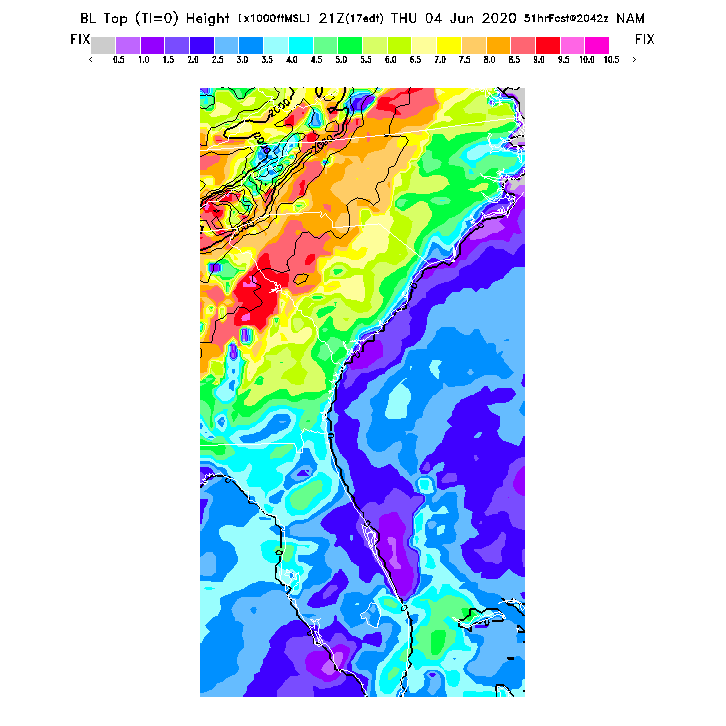 BL Top (TI=0) Height [x1000ftMSL] 21Z(17edt) THU 04 Jun 2020 51hrFcst@2042z NAM
FIX FIX
< 0.5 1.0 1.5 2.0 2.5 3.0 3.5 4.0 4.5 5.0 5.5 6.0 6.5 7.0 7.5 8.0 8.5 9.0 9.5 10.0 10.5 >
2000
2000